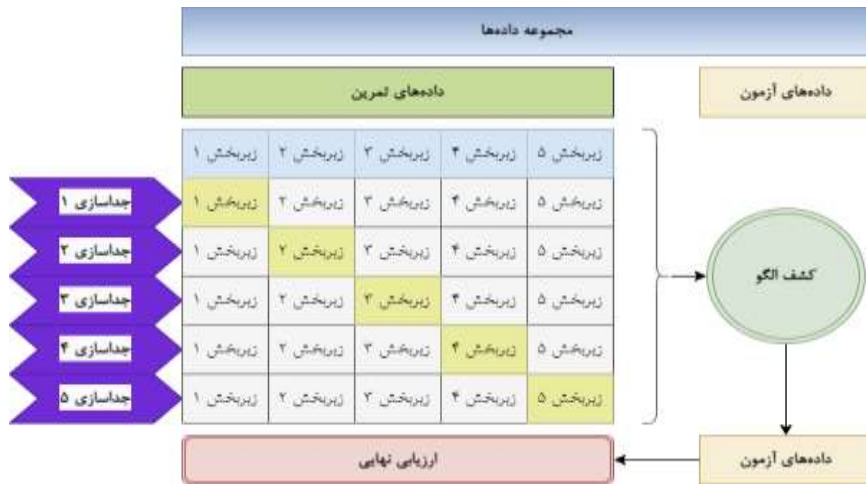 مجموعه داده‌ها
داده‌های تمرین
داده‌های آزمون
زیربخش ۱ زیربخش ۲ زیربخش ۳ زیربخش ۴ زیربخش ۵
جداسازی ۱ زیربخش ۱ زیربخش ۲ زیربخش ۳ زیربخش ۴ زیربخش ۵
جداسازی ۲ زیربخش ۱ زیربخش ۲ زیربخش ۳ زیربخش ۴ زیربخش ۵
جداسازی ۳ زیربخش ۱ زیربخش ۲ زیربخش ۳ زیربخش ۴ زیربخش ۵
جداسازی ۴ زیربخش ۱ زیربخش ۲ زیربخش ۳ زیربخش ۴ زیربخش ۵
جداسازی ۵ زیربخش ۱ زیربخش ۲ زیربخش ۳ زیربخش ۴ زیربخش ۵
کشف الگو
داده‌های آزمون
ارزیابی نهایی